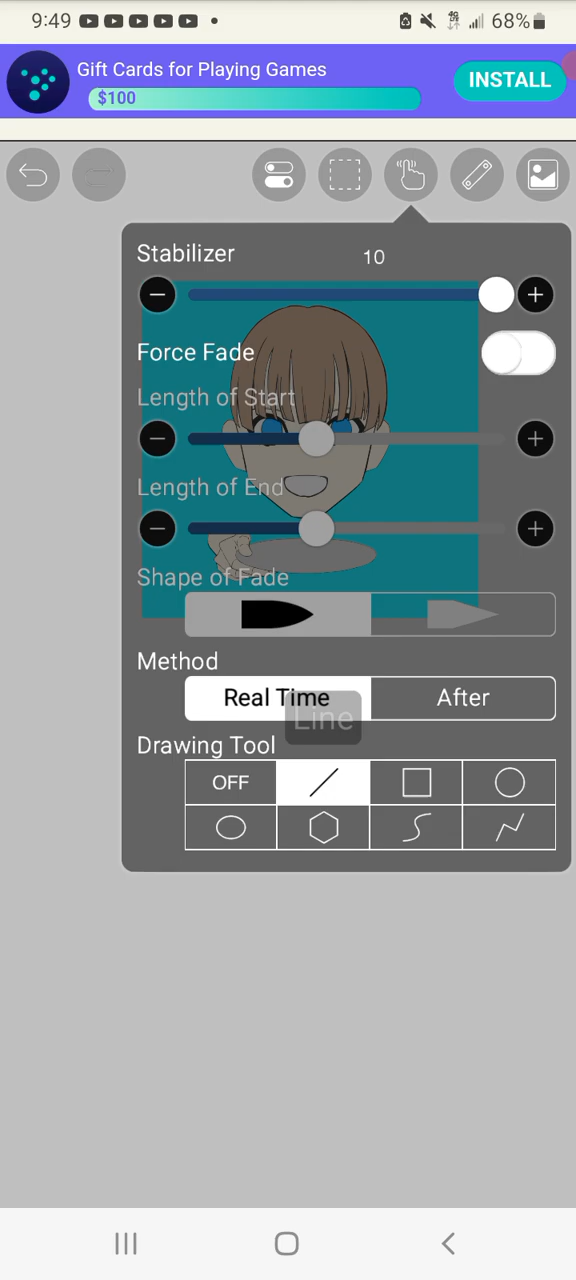 9:49
68%
Gift Cards for Playing Games
$100
INSTALL
Stabilizer 10
Force Fade
Length of Start
Length of End
Shape of Fade
Method
Real Time After
Line
Drawing Tool
OFF